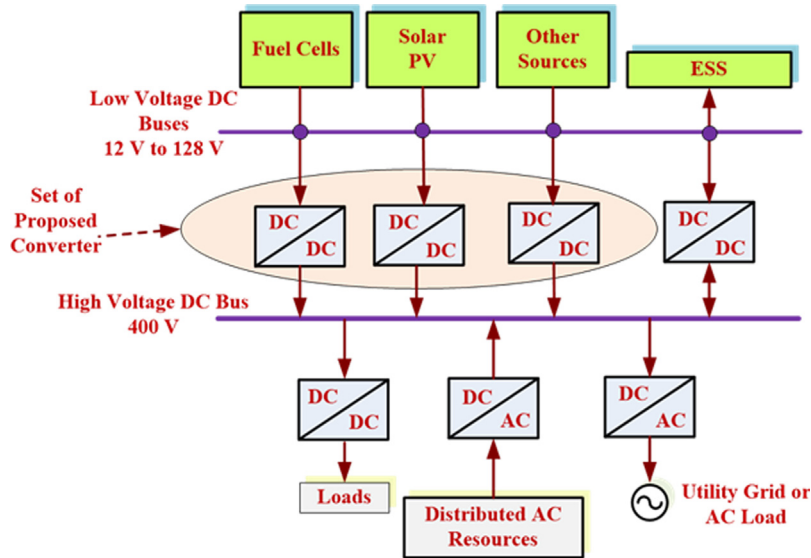 Fuel Cells
Solar
PV
Other
Sources
ESS
Low Voltage DC
Buses
12 V to 128 V
Set of
Proposed
Converter
DC
DC
DC
DC
DC
DC
DC
DC
High Voltage DC Bus
400 V
DC
DC
DC
AC
DC
AC
Loads
Distributed AC
Resources
Utility Grid or
AC Load